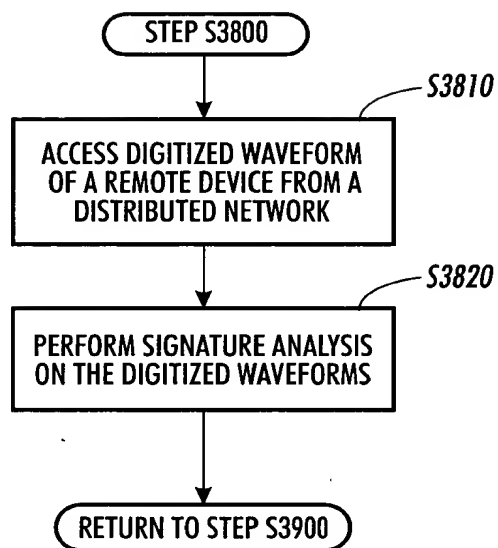 STEP S3800
S3810
ACCESS DIGITIZED WAVEFORM
OF A REMOTE DEVICE FROM A
DISTRIBUTED NETWORK
S3820
PERFORM SIGNATURE ANALYSIS
ON THE DIGITIZED WAVEFORMS
RETURN TO STEP S3900